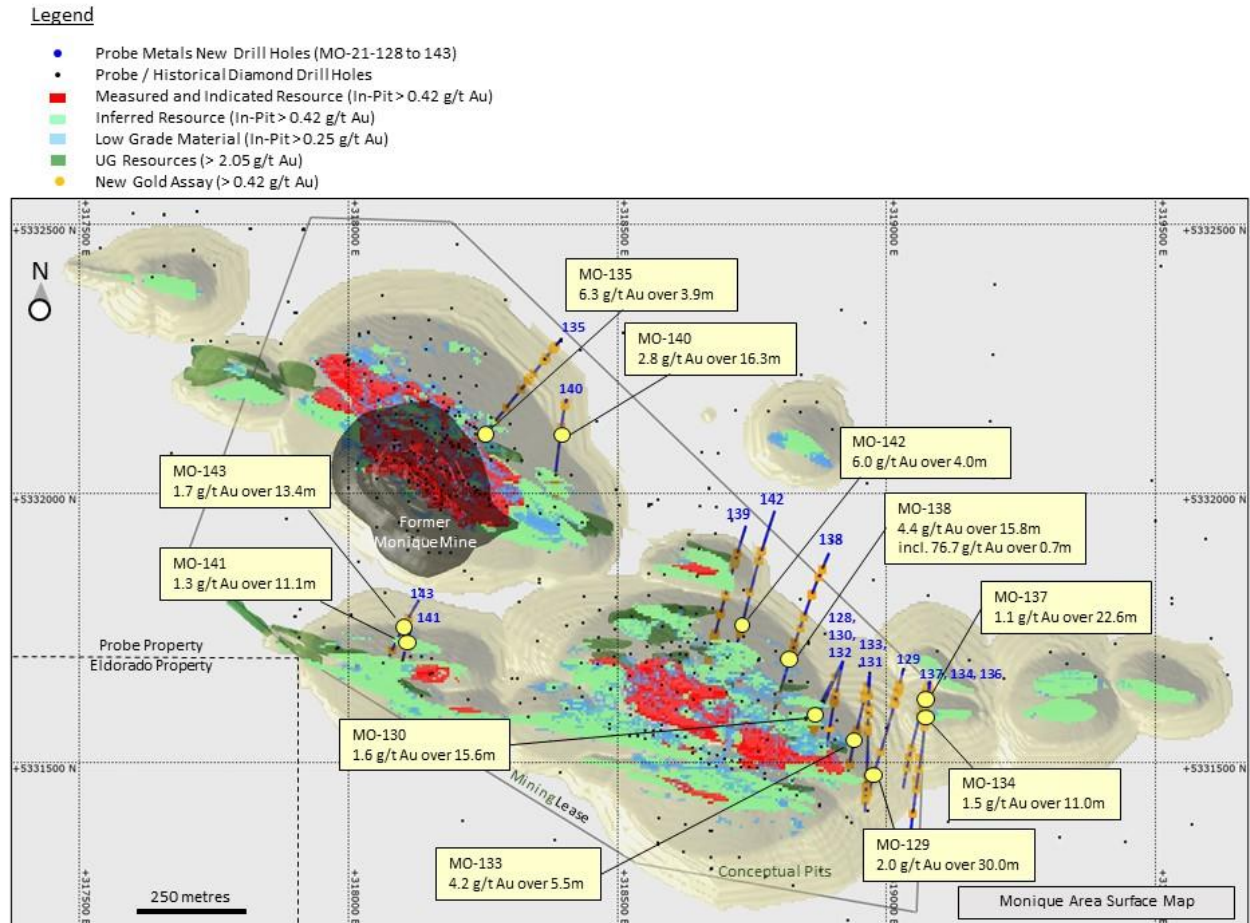 Legend
Probe Metals New Drill Holes (MO-21-128 to 143)
Probe / Historical Diamond Drill Holes
Measured and Indicated Resource (In-Pit > 0.42 g/t Au)
Inferred Resource (In-Pit > 0.42 g/t Au)
Low Grade Material (In-Pit > 0.25 g/t Au)
UG Resources (> 2.05 g/t Au)
New Gold Assay (> 0.42 g/t Au)
+317500 E
+318000 E
+318500 E
+319000 E
+319500 E
+5332500 N
+5332500 N
N
MO-135
6.3 g/t Au over 3.9m
135
MO-140
2.8 g/t Au over 16.3m
140
MO-142
6.0 g/t Au over 4.0m
MO-143
1.7 g/t Au over 13.4m
+5332000 N
+5332000 N
142
139
138
MO-138
4.4 g/t Au over 15.8m
incl. 76.7 g/t Au over 0.7m
Former
Monique Mine
MO-141
1.3 g/t Au over 11.1m
143
141
MO-137
1.1 g/t Au over 22.6m
128,
130,
132
133,
131
129
137, 134, 136
Probe Property
Eldorado Property
MO-130
1.6 g/t Au over 15.6m
+5331500 N
+5331500 N
Mining Lease
MO-134
1.5 g/t Au over 11.0m
MO-129
2.0 g/t Au over 30.0m
MO-133
4.2 g/t Au over 5.5m
Conceptual Pits
250 metres
Monique Area Surface Map
+317500 E
+318000 E
+318500 E
+319000 E
+319500 E